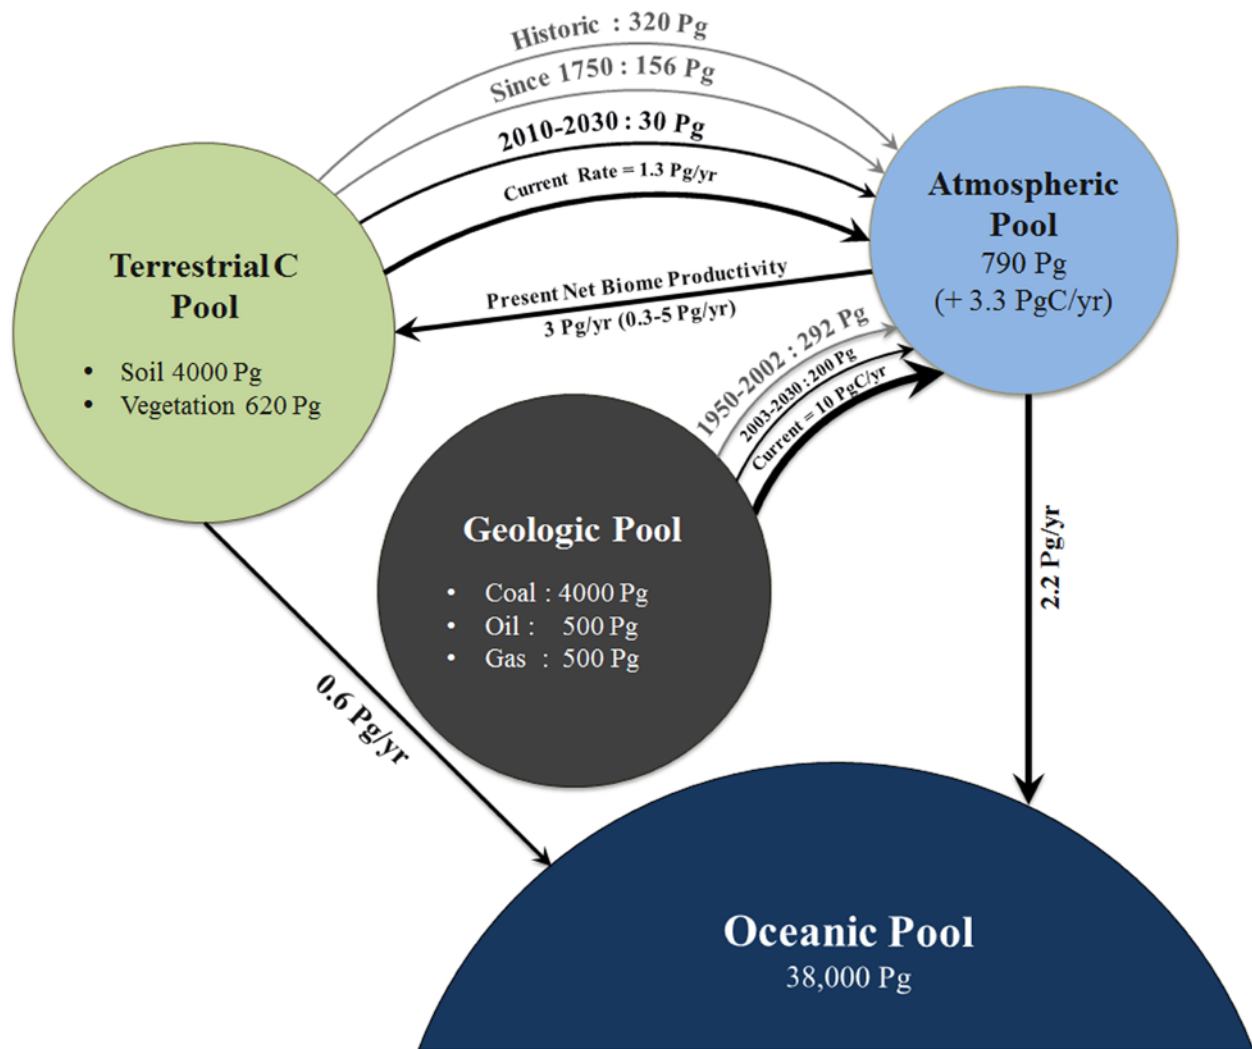 Historic : 320 Pg
Since 1750 : 156 Pg
2010-2030 : 30 Pg
Current Rate = 1.3 Pg/yr
Terrestrial C
Pool
• Soil 4000 Pg
• Vegetation 620 Pg
Atmospheric
Pool
790 Pg
(+ 3.3 PgC/yr)
Present Net Biome Productivity
3 Pg/yr (0.3-5 Pg/yr)
1950-2002 : 292 Pg
2003-2030 : 200 Pg
Current = 10 PgC/yr
Geologic Pool
• Coal : 4000 Pg
• Oil : 500 Pg
• Gas : 500 Pg
2.2 Pg/yr
0.6 Pg/yr
Oceanic Pool
38,000 Pg